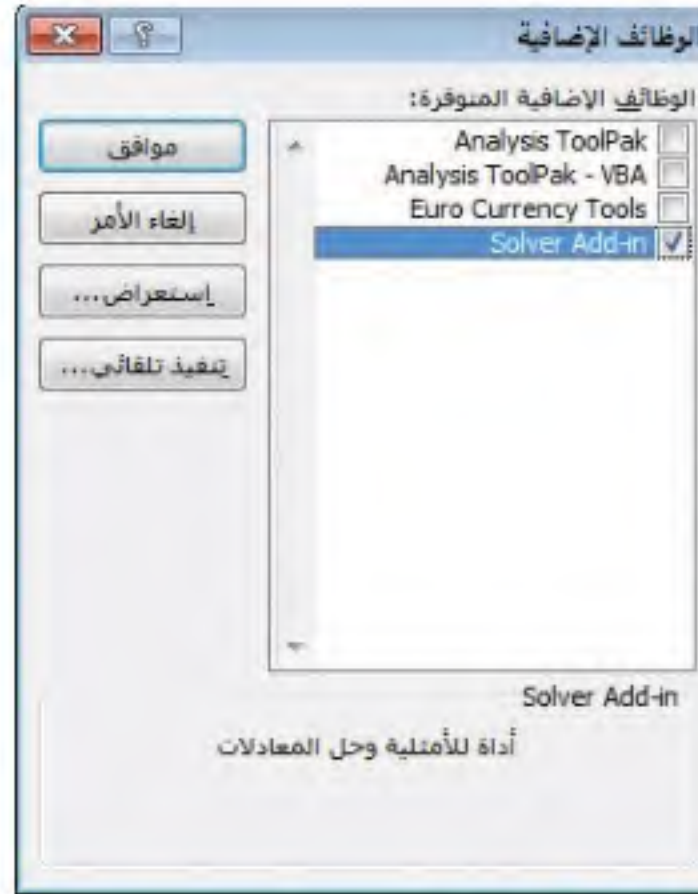 الوظائف الإضافية
الوظائف الإضافية المتوفرة:
Analysis ToolPak
Analysis ToolPak - VBA
Euro Currency Tools
Solver Add-in
موافق
إلغاء الأمر
إستعراض...
تنفيذ تلقائي...
Solver Add-in
أداة للأمثلية وحل المعادلات